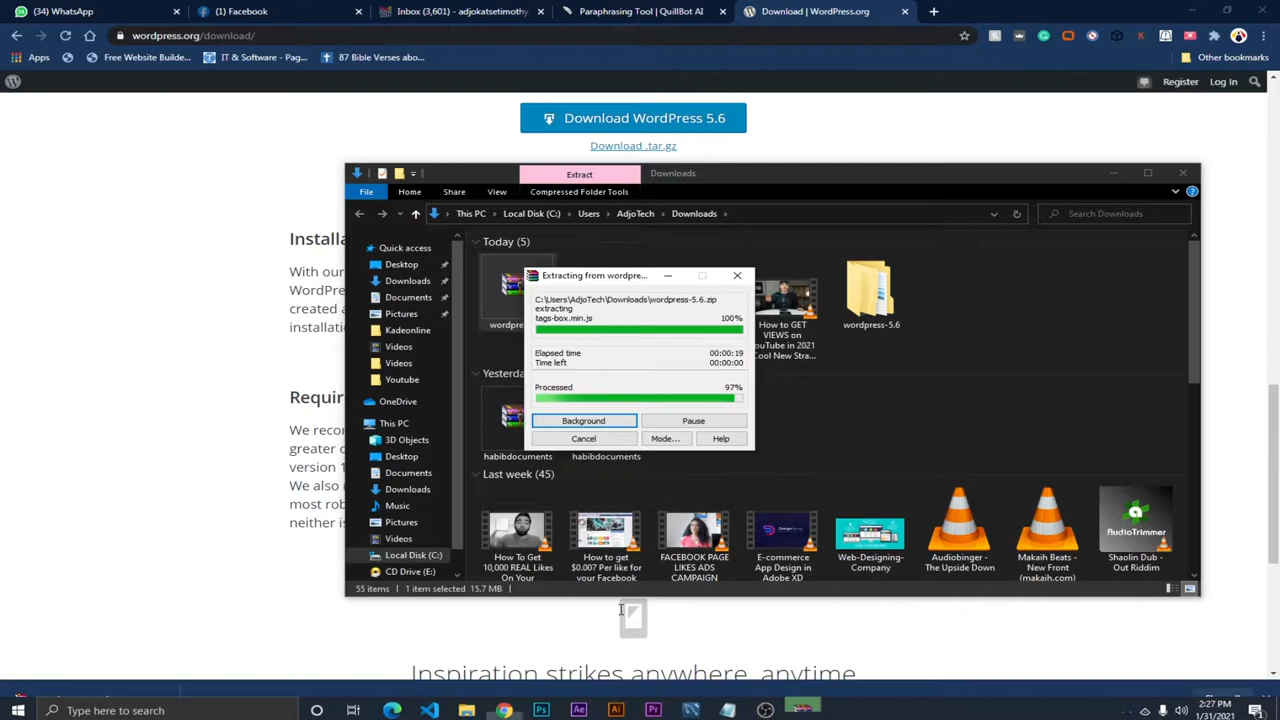 (34) WhatsApp
(1) Facebook
Inbox (3,601) - adjokatsetimothy
Paraphrasing Tool | QuillBot AI
Download | WordPress.org
wordpress.org/download/
Apps
Free Website Builde...
IT & Software - Pag...
87 Bible Verses abo...
Other bookmarks
Register
Log In
Download WordPress 5.6
Download .tar.gz
Extract
Downloads
File
Home
Share
View
Compressed Folder Tools
This PC > Local Disk (C:) > Users > AdjoTech > Downloads >
Search Downloads
Installa
With our
WordPre
created a
installati
Requir
We recon
greater c
version 1
We also r
most rob
neither is
Quick access
Desktop
Downloads
Documents
Pictures
Kadeonline
Videos
Videos
Youtube
OneDrive
This PC
3D Objects
Desktop
Documents
Downloads
Music
Pictures
Videos
Local Disk (C:)
CD Drive (E:)
Today (5)
wordpre
How to GET
VIEWS on
YouTube in 2021
Cool New Stra...
wordpress-5.6
Extracting from wordpre...
C:\Users\AdjoTech\Downloads\wordpress-5.6.zip
extracting
tags-box.min.js 100%
Elapsed time 00:00:19
Time left 00:00:00
Processed 97%
Background
Pause
Cancel
Mode...
Help
Yesterd
habibdocuments
habibdocuments
Last week (45)
How To Get
10,000 REAL Likes
On Your
How to get
$0.007 Per like for
your Facebook
FACEBOOK PAGE
LIKES ADS
CAMPAIGN
E-commerce
App Design in
Adobe XD
Web-Designing-
Company
Audiobinger -
The Upside Down
Makaih Beats -
New Front
(makaih.com)
AudioTrimmer
Shaolin Dub -
Out Riddim
55 items
1 item selected 15.7 MB
Inspiration strikes anywhere, anytime
Type here to search
Ps
Ae
Ai
Pr
2:27 PM
1/31/2021